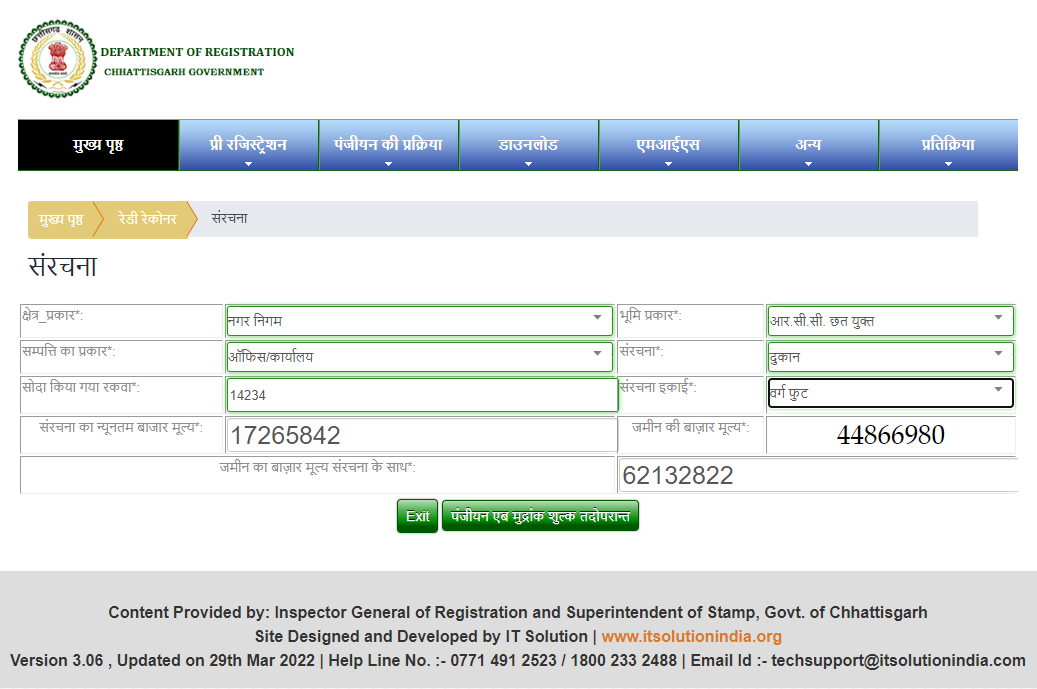 छत्तीसगढ़ शासन
DEPARTMENT OF REGISTRATION
CHHATTISGARH GOVERNMENT
मुख्य पृष्ठ प्री रजिस्ट्रेशन पंजीयन की प्रक्रिया डाउनलोड एमआईएस अन्य प्रतिक्रिया
मुख्य पृष्ठ रेडी रेकोनर संरचना
संरचना
क्षेत्र_प्रकार*: नगर निगम भूमि प्रकार*: आर.सी.सी. छत युक्त
सम्पत्ति का प्रकार*: ऑफिस/कार्यालय संरचना*: दुकान
सोदा किया गया रकवा*: 14234 संरचना इकाई*: वर्ग फुट
संरचना का न्यूनतम बाजार मूल्य*: 17265842 जमीन की बाज़ार मूल्य*: 44866980
जमीन का बाज़ार मूल्य संरचना के साथ*: 62132822
Exit पंजीयन एब मुद्रांक शुल्क तदोपरान्त
Content Provided by: Inspector General of Registration and Superintendent of Stamp, Govt. of Chhattisgarh
Site Designed and Developed by IT Solution | www.itsolutionindia.org
Version 3.06 , Updated on 29th Mar 2022 | Help Line No. :- 0771 491 2523 / 1800 233 2488 | Email Id :- techsupport@itsolutionindia.com